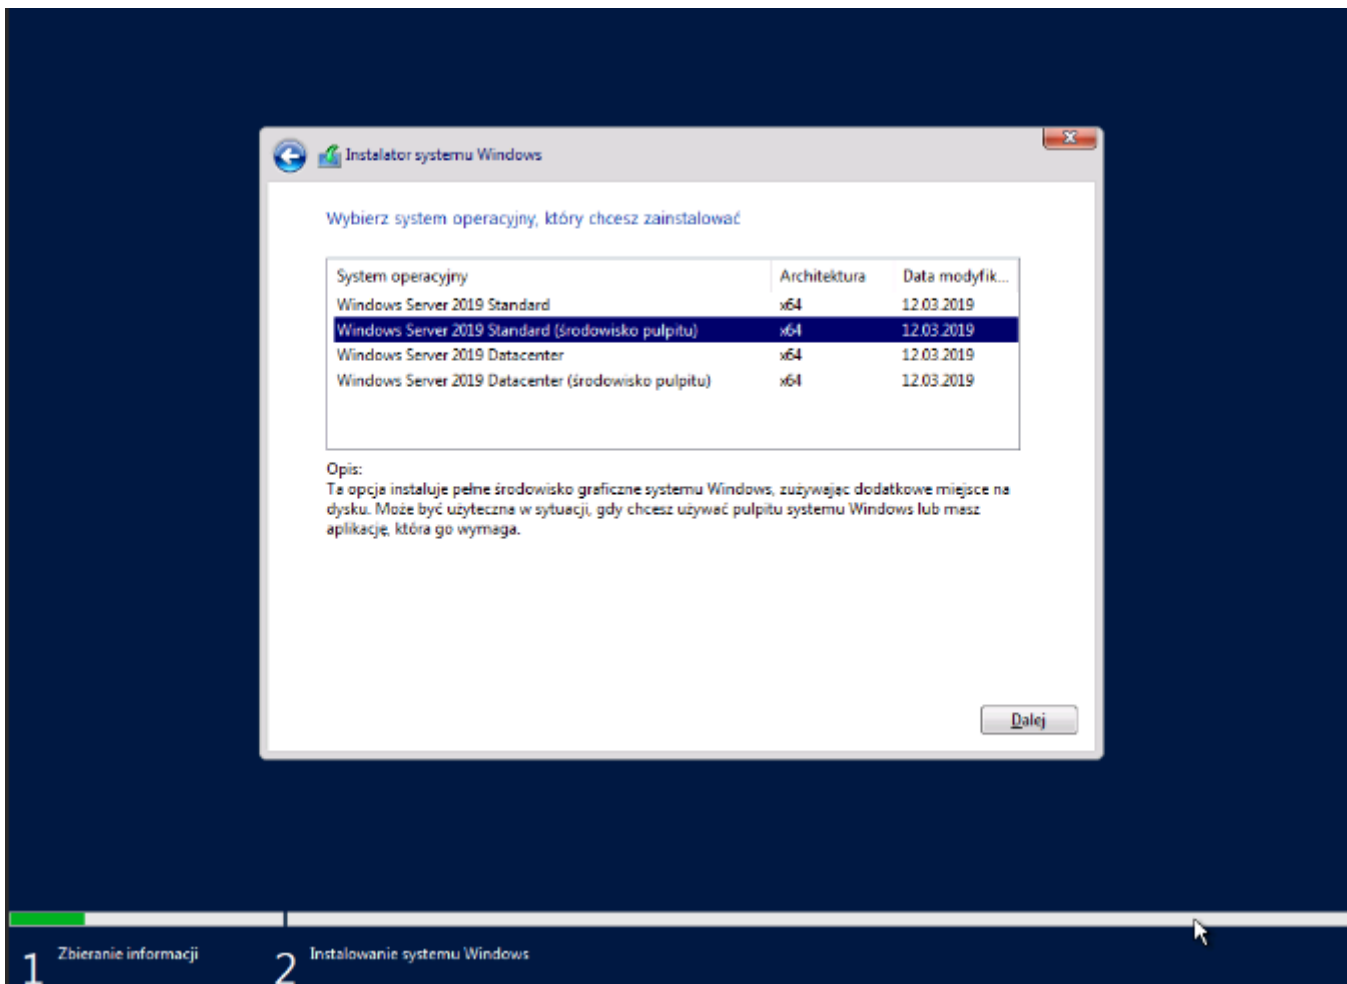 Instalator systemu Windows
Wybierz system operacyjny, który chcesz zainstalować
System operacyjny Architektura Data modyfik...
Windows Server 2019 Standard x64 12.03.2019
Windows Server 2019 Standard (środowisko pulpitu) x64 12.03.2019
Windows Server 2019 Datacenter x64 12.03.2019
Windows Server 2019 Datacenter (środowisko pulpitu) x64 12.03.2019
Opis:
Ta opcja instaluje pełne środowisko graficzne systemu Windows, zużywając dodatkowe miejsce na
dysku. Może być użyteczna w sytuacji, gdy chcesz używać pulpitu systemu Windows lub masz
aplikację, która go wymaga.
Dalej
1 Zbieranie informacji 2 Instalowanie systemu Windows